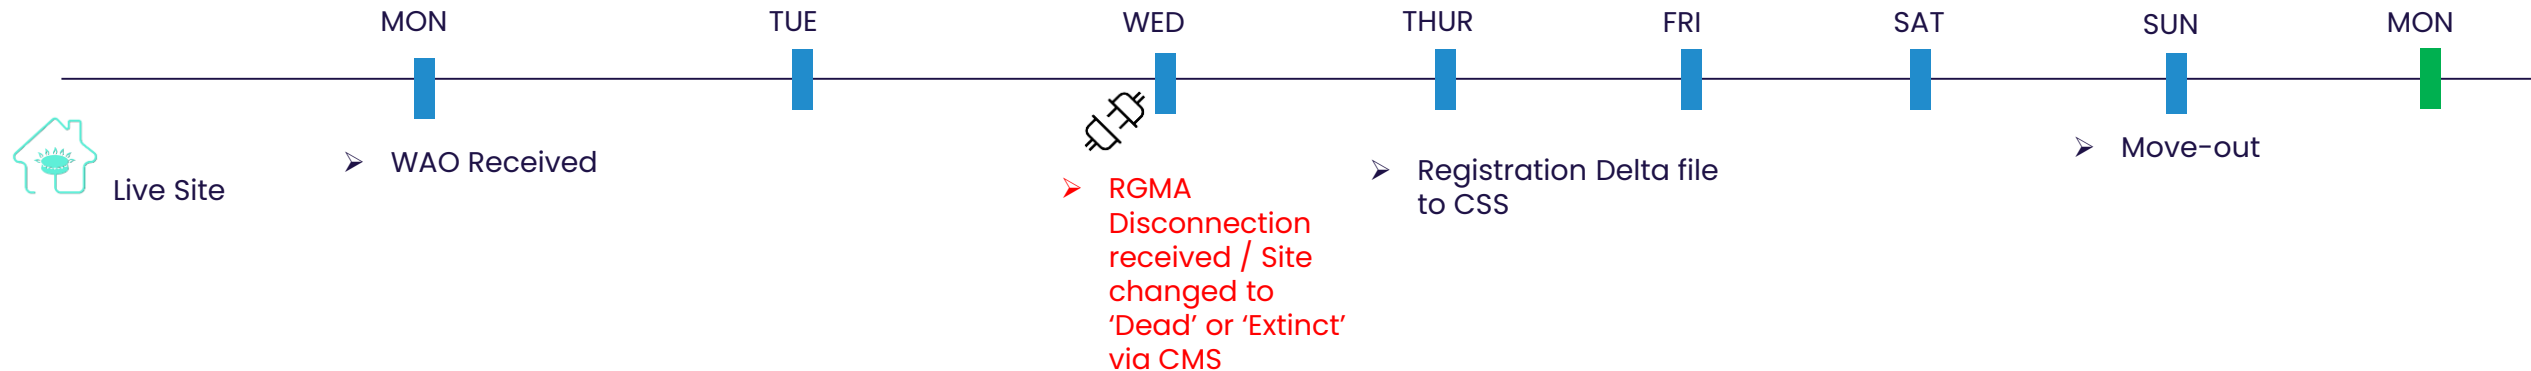 MON
TUE
WED
THUR
FRI
SAT
SUN
MON
Live Site
➢ WAO Received
➢ RGMA
Disconnection
received / Site
changed to
‘Dead’ or ‘Extinct’
via CMS
➢ Registration Delta file
to CSS
➢ Move-out